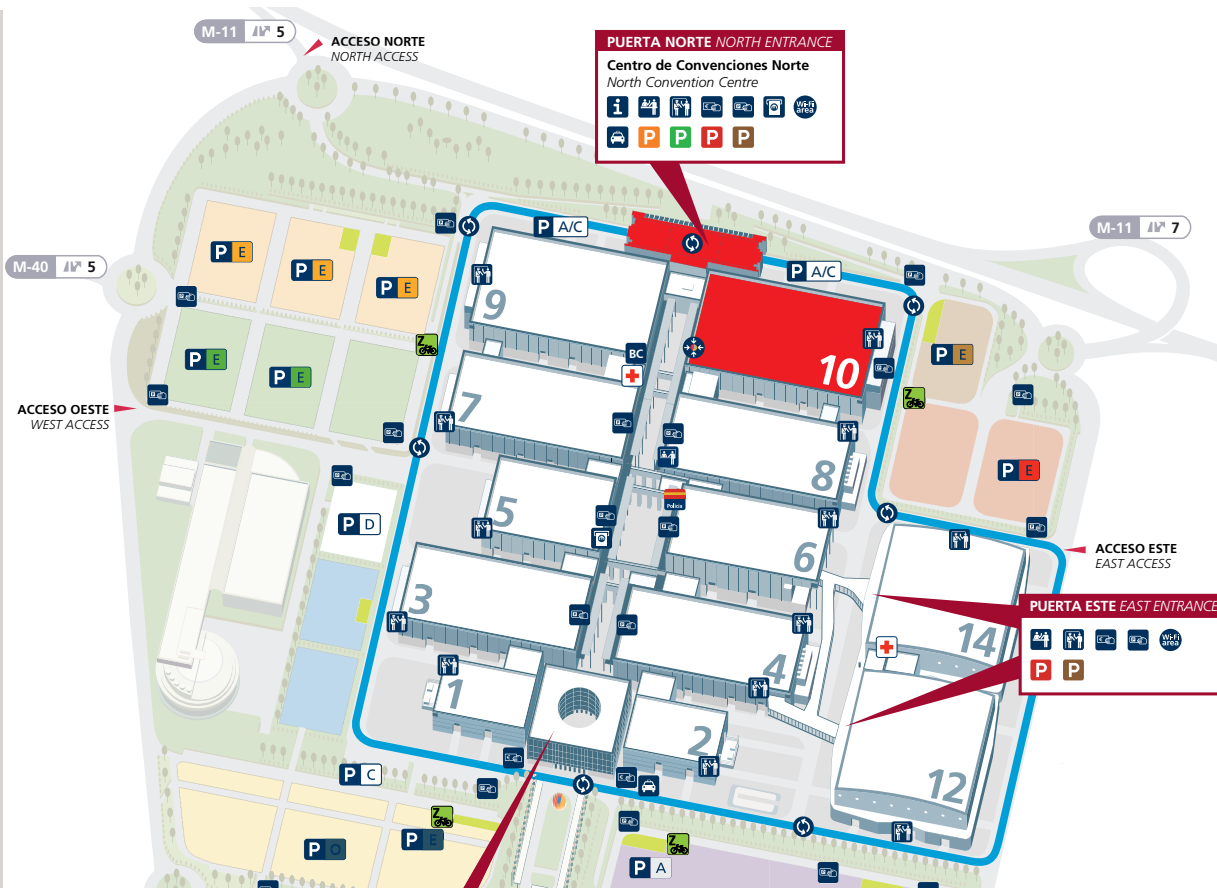 M-11 5
ACCESO NORTE
NORTH ACCESS
PUERTA NORTE NORTH ENTRANCE
Centro de Convenciones Norte
North Convention Centre
i
Wi-Fi
area
P P P P
M-11 7
M-40 5
P A/C
P A/C
P E
P E
P E
9
10
BC
Z
P E
P E
P E
Z
ACCESO OESTE
WEST ACCESS
7
8
P E
P D
5
Policía
6
ACCESO ESTE
EAST ACCESS
3
PUERTA ESTE EAST ENTRANCE
Wi-Fi
area
P P
14
4
1
2
12
P C
Z
P O
P E
Z
P A